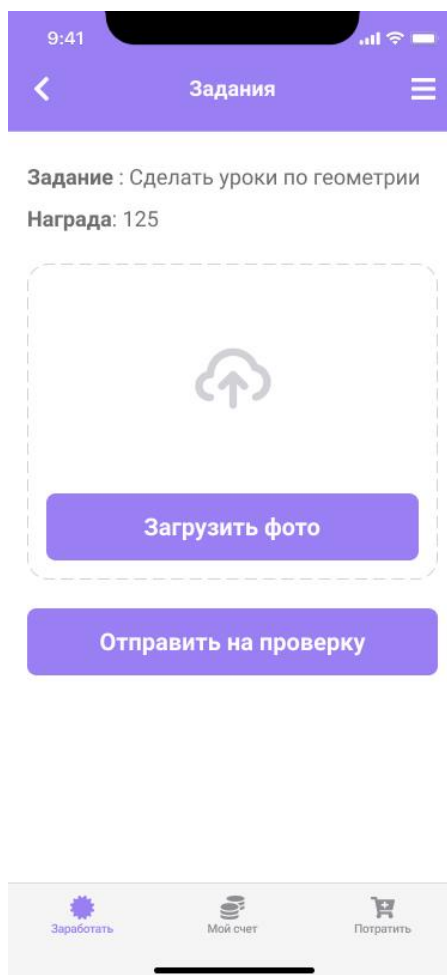 9:41
Задания
Задание : Сделать уроки по геометрии
Награда: 125
Загрузить фото
Отправить на проверку
Заработать
Мой счет
Потратить